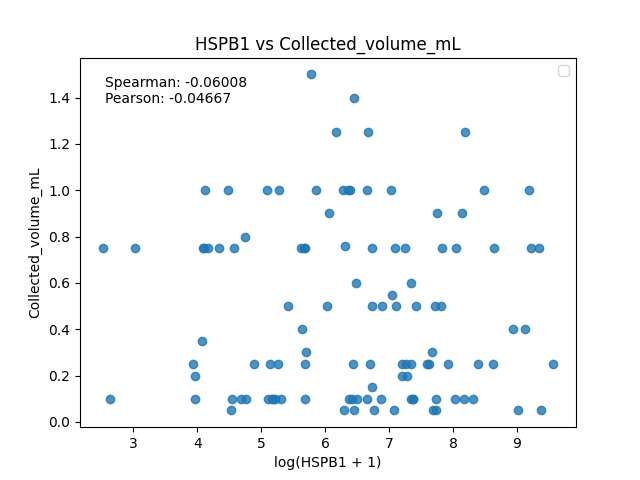 HSPB1 vs Collected_volume_mL
Spearman: -0.06008
Pearson: -0.04667
Collected_volume_mL
1.4
1.2
1.0
0.8
0.6
0.4
0.2
0.0
3 4 5 6 7 8 9
log(HSPB1 + 1)